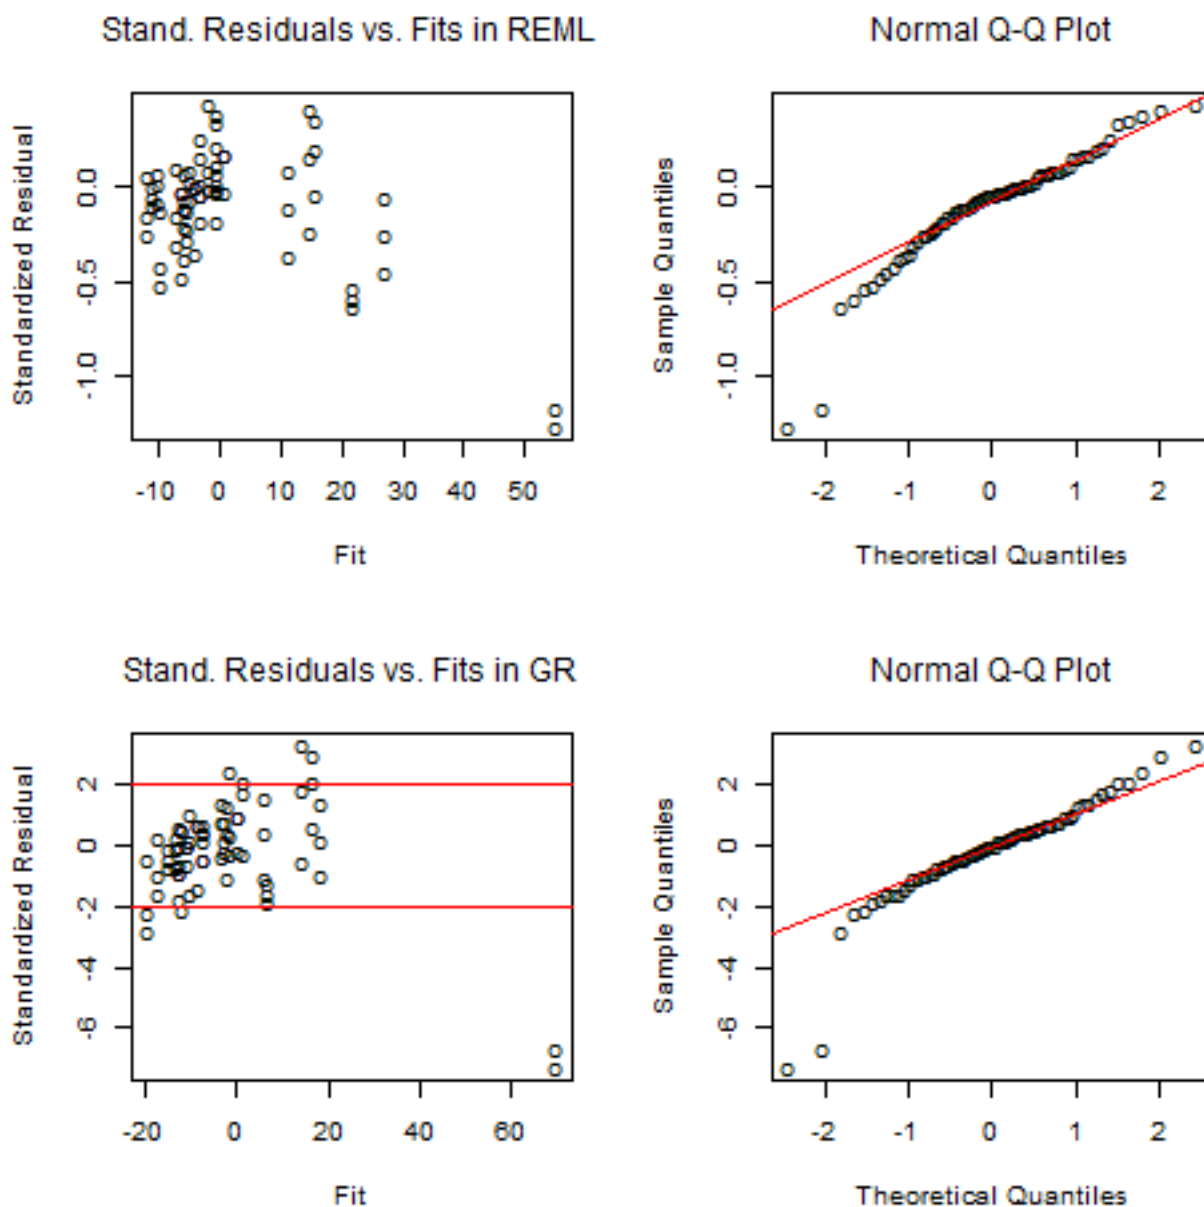 Stand. Residuals vs. Fits in REML
Standardized Residual
0.0
-0.5
-1.0
-10 0 10 20 30 40 50
Fit
Normal Q-Q Plot
Sample Quantiles
0.0
-0.5
-1.0
-2 -1 0 1 2
Theoretical Quantiles
Stand. Residuals vs. Fits in GR
Standardized Residual
2
0
-2
-4
-6
-20 0 20 40 60
Fit
Normal Q-Q Plot
Sample Quantiles
2
0
-2
-4
-6
-2 -1 0 1 2
Theoretical Quantiles